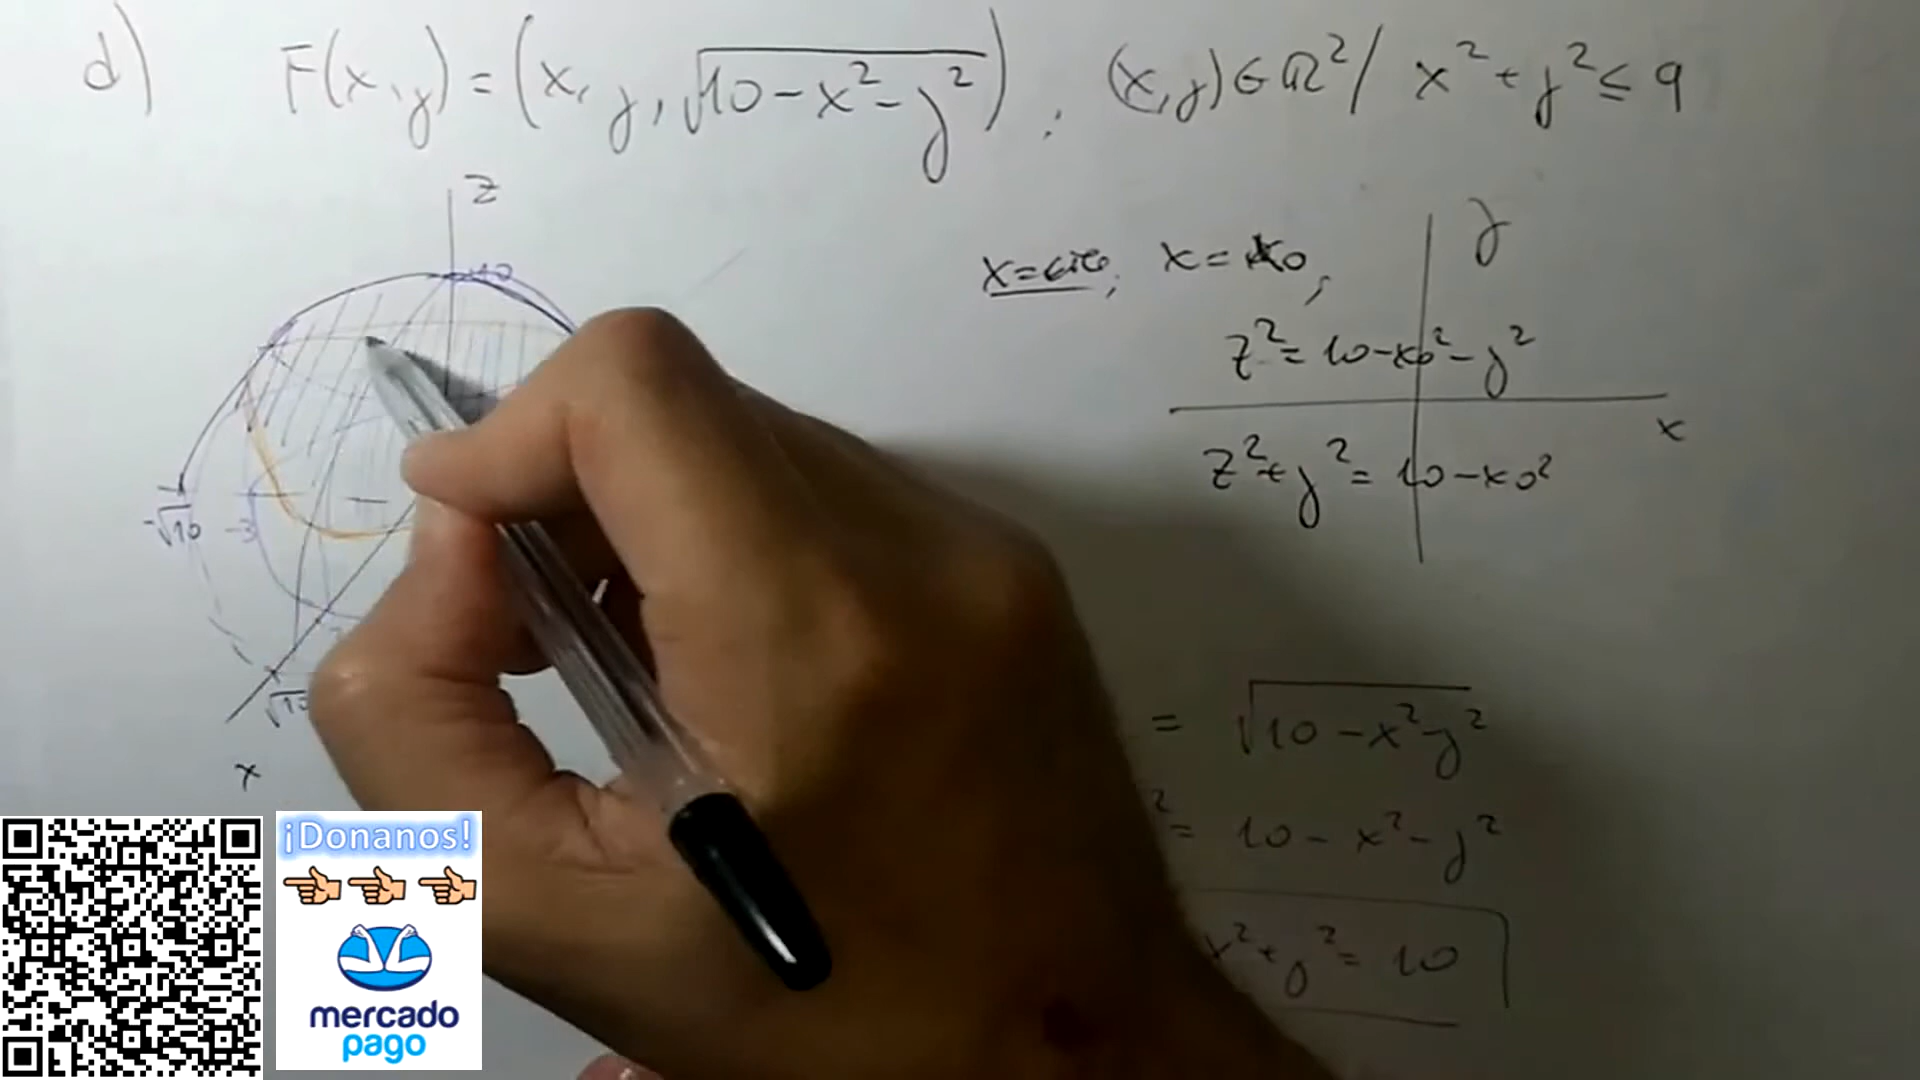 d) F(x,y) = (x, y, √10-x²-y²) ; (x,y) ∈ ℝ² / x²+y² ≤ 9
z
y
x=cte; x=x0;
z²=10-x0²-y²
x
z²+y²=10-x0²
-√10 -3
√10
x
= √10-x²-y²
²= 10-x²-y²
x²+y²=10
¡Donanos!
mercado
pago